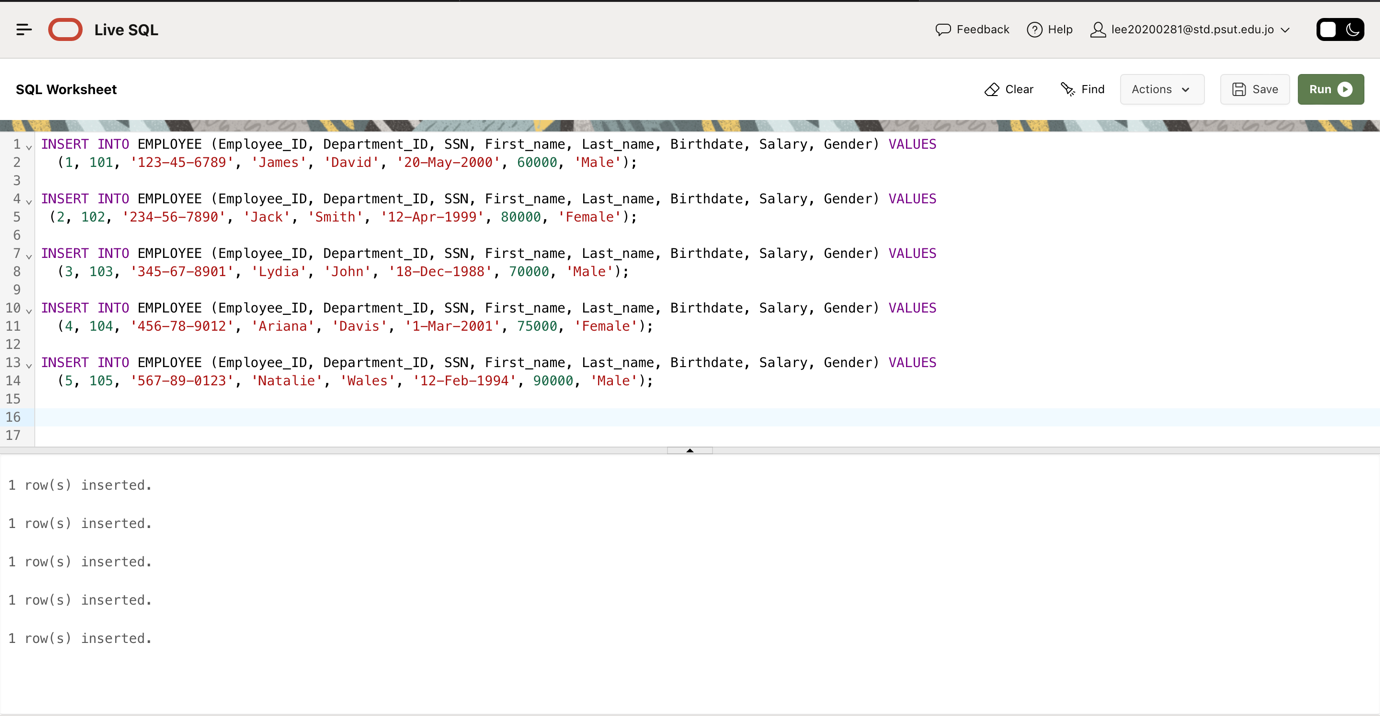 Live SQL
Feedback
Help
lee20200281@std.psut.edu.jo
SQL Worksheet
Clear
Find
Actions
Save
Run
1 INSERT INTO EMPLOYEE (Employee_ID, Department_ID, SSN, First_name, Last_name, Birthdate, Salary, Gender) VALUES
2 (1, 101, '123-45-6789', 'James', 'David', '20-May-2000', 60000, 'Male');
3
4 INSERT INTO EMPLOYEE (Employee_ID, Department_ID, SSN, First_name, Last_name, Birthdate, Salary, Gender) VALUES
5 (2, 102, '234-56-7890', 'Jack', 'Smith', '12-Apr-1999', 80000, 'Female');
6
7 INSERT INTO EMPLOYEE (Employee_ID, Department_ID, SSN, First_name, Last_name, Birthdate, Salary, Gender) VALUES
8 (3, 103, '345-67-8901', 'Lydia', 'John', '18-Dec-1988', 70000, 'Male');
9
10 INSERT INTO EMPLOYEE (Employee_ID, Department_ID, SSN, First_name, Last_name, Birthdate, Salary, Gender) VALUES
11 (4, 104, '456-78-9012', 'Ariana', 'Davis', '1-Mar-2001', 75000, 'Female');
12
13 INSERT INTO EMPLOYEE (Employee_ID, Department_ID, SSN, First_name, Last_name, Birthdate, Salary, Gender) VALUES
14 (5, 105, '567-89-0123', 'Natalie', 'Wales', '12-Feb-1994', 90000, 'Male');
15
16
17
1 row(s) inserted.
1 row(s) inserted.
1 row(s) inserted.
1 row(s) inserted.
1 row(s) inserted.